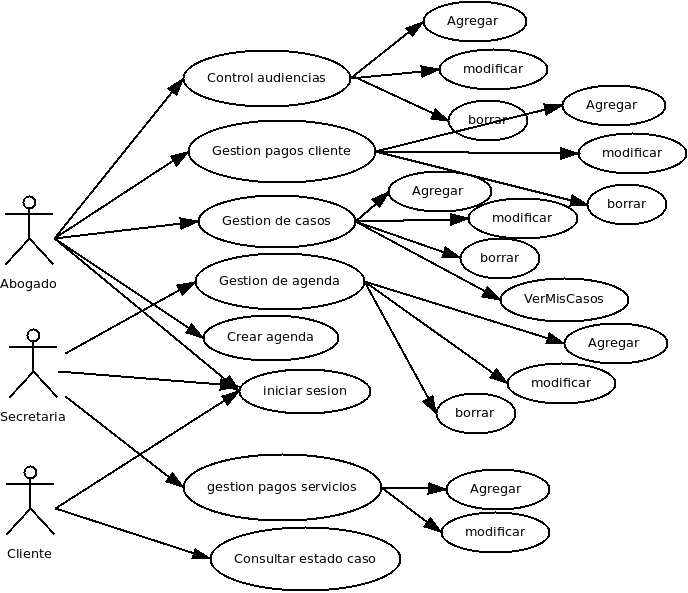 Agregar
Control audiencias
modificar
borrar
Agregar
Gestion pagos cliente
modificar
Agregar
borrar
Gestion de casos
modificar
borrar
Abogado
Gestion de agenda
VerMisCasos
Crear agenda
Agregar
modificar
iniciar sesion
borrar
Secretaria
gestion pagos servicios
Agregar
modificar
Cliente
Consultar estado caso